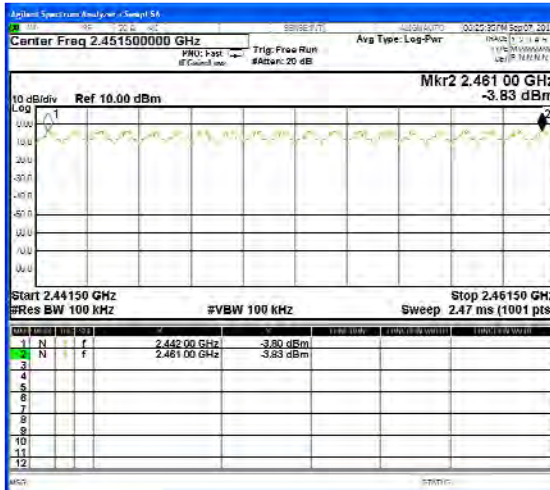 Agilent Spectrum Analyzer - Swept SA
Center Freq 2.451500000 GHz
PNO: Fast
Trig: Free Run
#Atten: 20 dB
Avg Type: Log-Pwr
Mkr2 2.461 00 GHz
-3.83 dBm
10 dB/div Ref 10.00 dBm
Log
1
2
Start 2.44150 GHz
Stop 2.46150 GHz
#Res BW 100 kHz
#VBW 100 kHz
Sweep 2.47 ms (1001 pts
1 N f 2.442 00 GHz -3.80 dBm
2 N f 2.461 00 GHz -3.83 dBm
3
4
5
6
7
8
9
10
11
12
MSG
STATUS